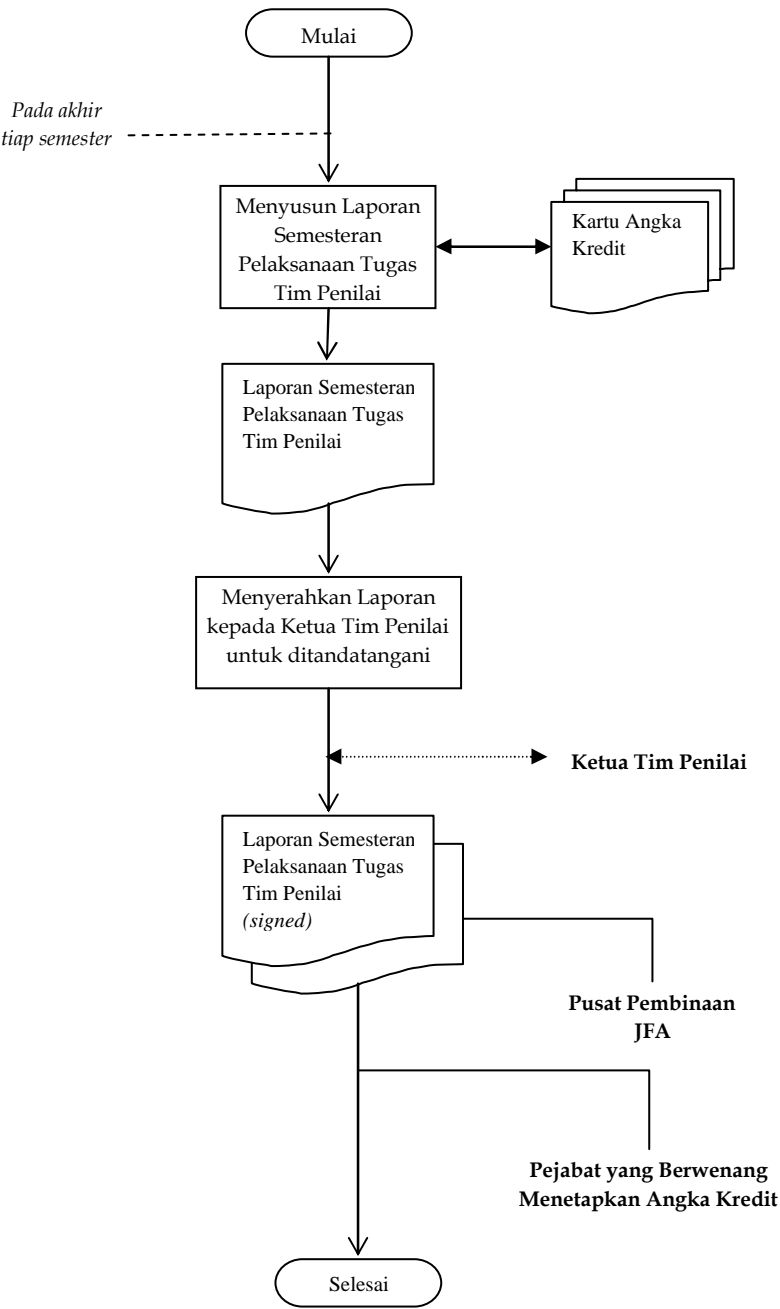 Mulai
Pada akhir
tiap semester
Menyusun Laporan
Semesteran
Pelaksanaan Tugas
Tim Penilai
Kartu Angka
Kredit
Laporan Semesteran
Pelaksanaan Tugas
Tim Penilai
Menyerahkan Laporan
kepada Ketua Tim Penilai
untuk ditandatangani
Ketua Tim Penilai
Laporan Semesteran
Pelaksanaan Tugas
Tim Penilai
(signed)
Pusat Pembinaan
JFA
Pejabat yang Berwenang
Menetapkan Angka Kredit
Selesai